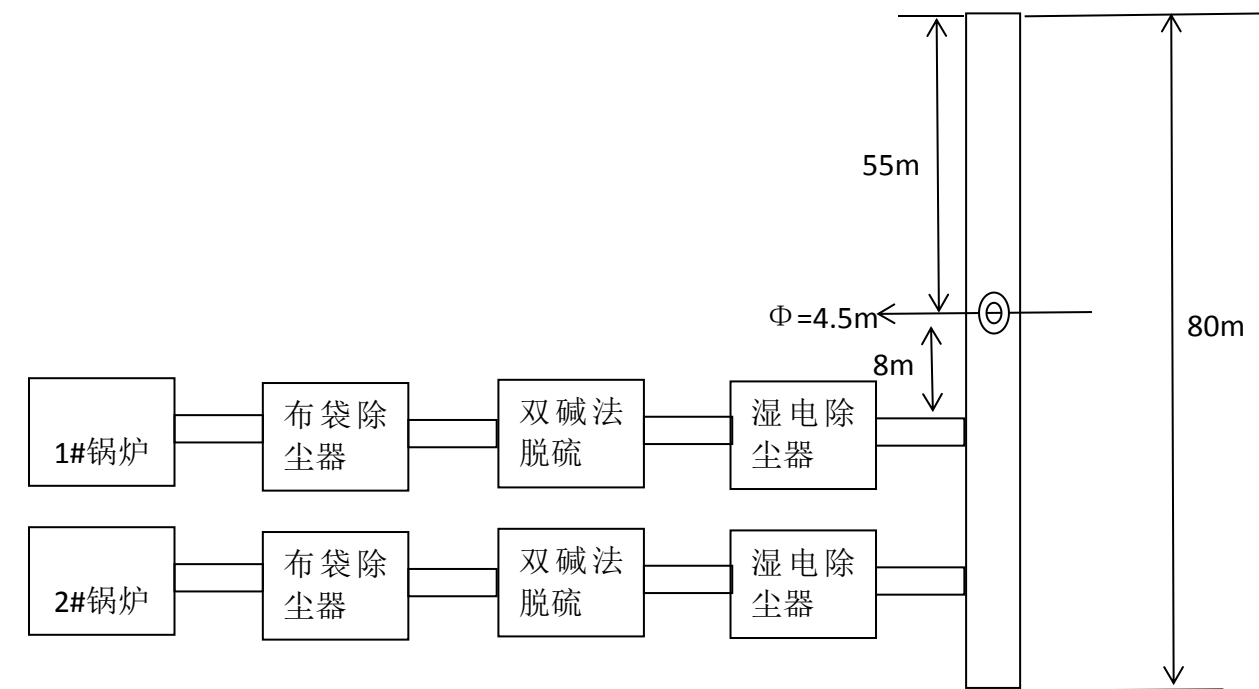 55m
Φ=4.5m
80m
8m
1#锅炉
布袋除
尘器
双碱法
脱硫
湿电除
尘器
2#锅炉
布袋除
尘器
双碱法
脱硫
湿电除
尘器